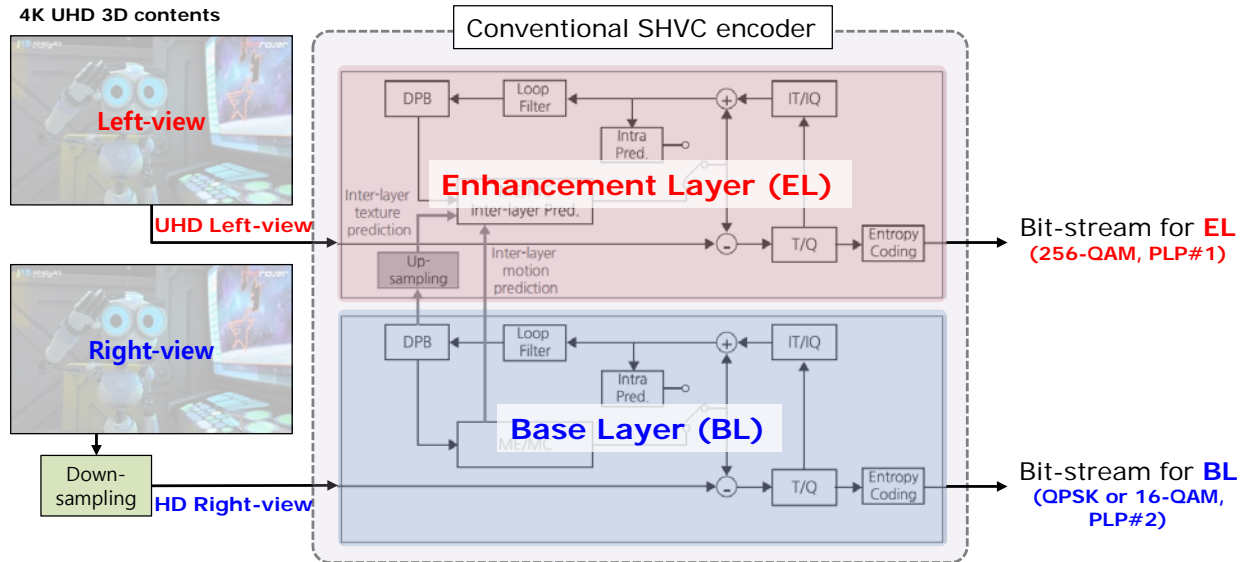 4K UHD 3D contents
Conventional SHVC encoder
Left-view
DPB
Loop
Filter
IT/IQ
Intra
Pred.
Enhancement Layer (EL)
Inter-layer
texture
prediction
Inter-layer Pred.
UHD Left-view
Up-
sampling
Inter-layer
motion
prediction
T/Q
Entropy
Coding
Bit-stream for EL
(256-QAM, PLP#1)
Right-view
DPB
Loop
Filter
IT/IQ
Intra
Pred.
Base Layer (BL)
ME/MC
Down-
sampling
HD Right-view
T/Q
Entropy
Coding
Bit-stream for BL
(QPSK or 16-QAM,
PLP#2)